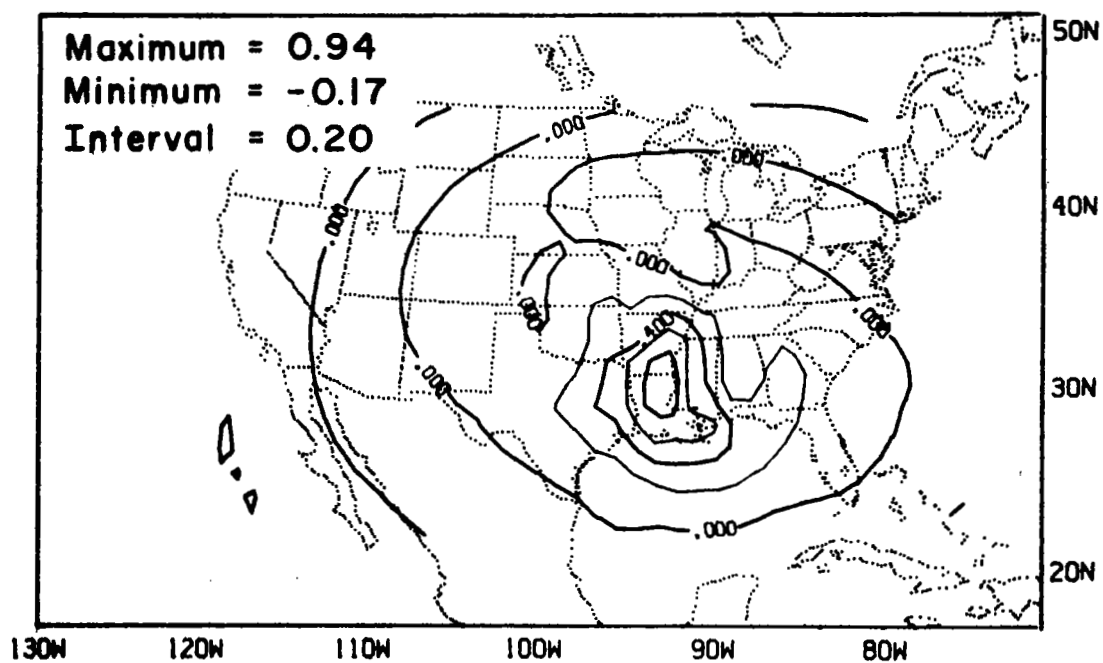 Maximum = 0.94
Minimum = -0.17
Interval = 0.20
50N
.000
.000
40N
.000
.000
.000
.000
.400
.000
30N
.000
20N
130W 120W 110W 100W 90W 80W